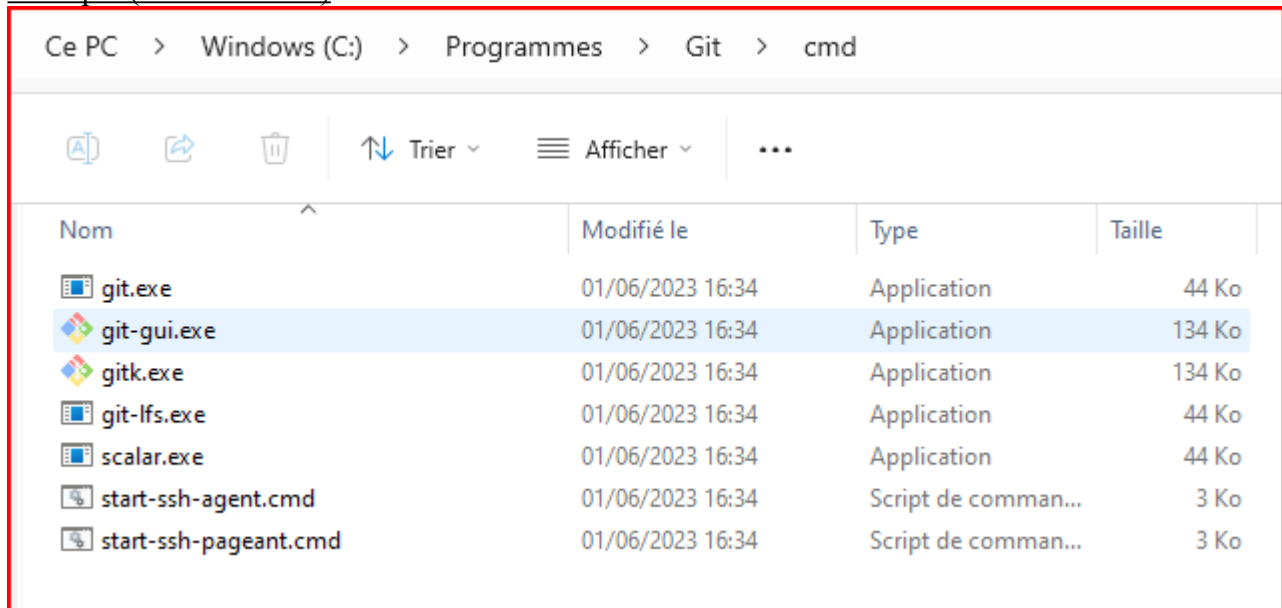 Ce PC > Windows (C:) > Programmes > Git > cmd
Trier Afficher ...
Nom Modifié le Type Taille
git.exe 01/06/2023 16:34 Application 44 Ko
git-gui.exe 01/06/2023 16:34 Application 134 Ko
gitk.exe 01/06/2023 16:34 Application 134 Ko
git-lfs.exe 01/06/2023 16:34 Application 44 Ko
scalar.exe 01/06/2023 16:34 Application 44 Ko
start-ssh-agent.cmd 01/06/2023 16:34 Script de comman... 3 Ko
start-ssh-pageant.cmd 01/06/2023 16:34 Script de comman... 3 Ko